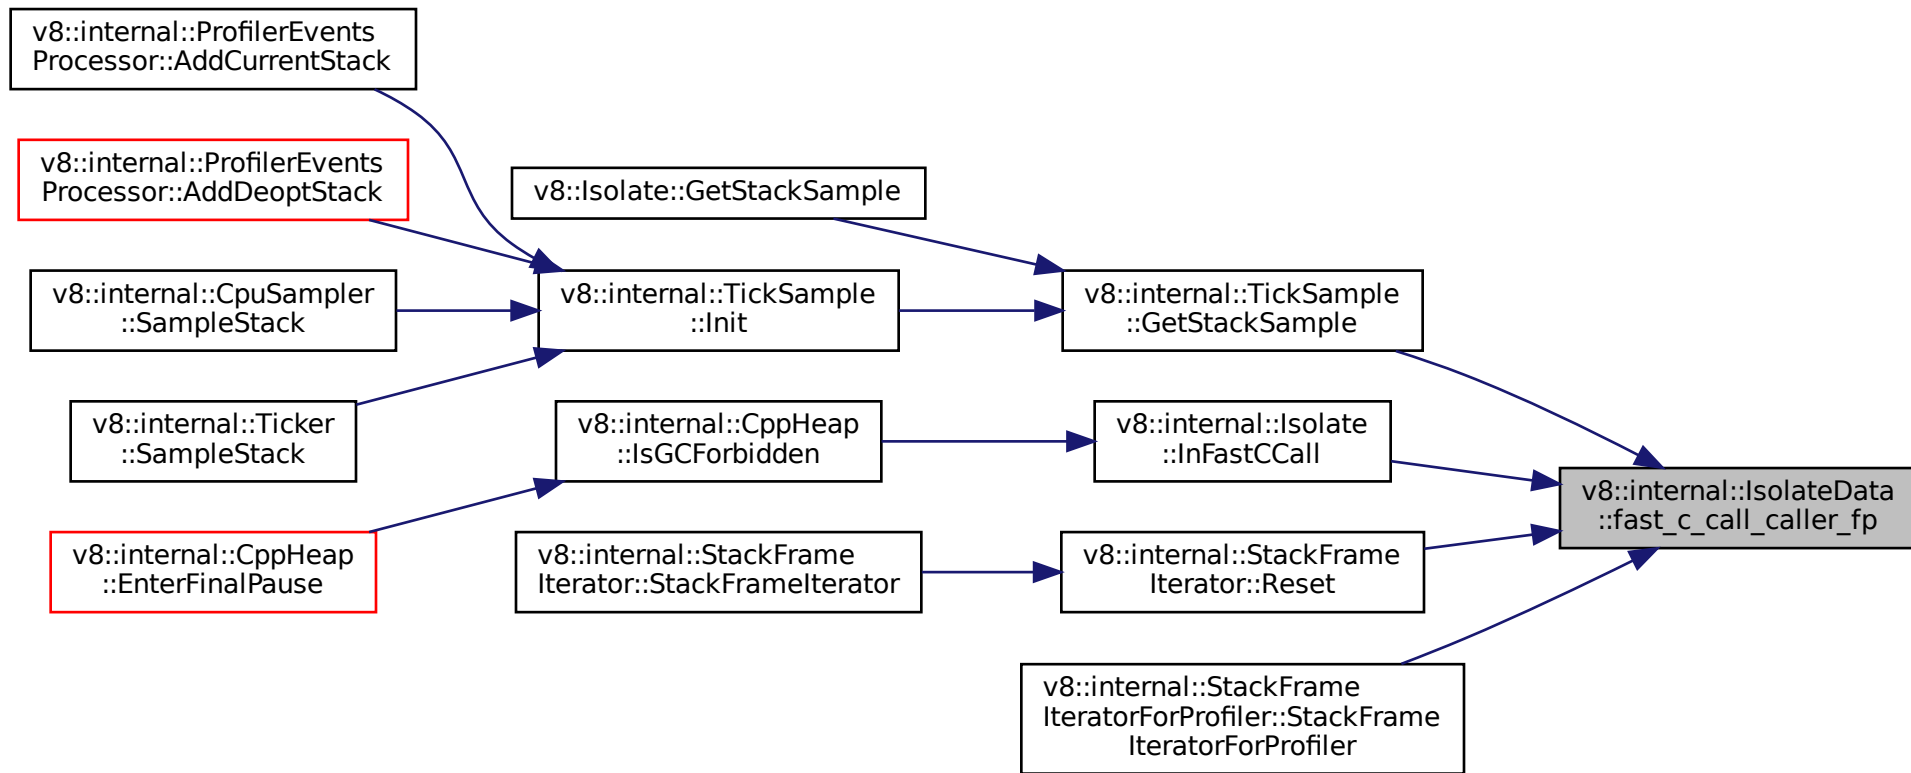 v8::internal::ProfilerEvents
Processor::AddCurrentStack
v8::internal::ProfilerEvents
Processor::AddDeoptStack
v8::internal::CpuSampler
::SampleStack
v8::internal::Ticker
::SampleStack
v8::internal::CppHeap
::EnterFinalPause
v8::Isolate::GetStackSample
v8::internal::TickSample
::Init
v8::internal::CppHeap
::IsGCForbidden
v8::internal::StackFrame
Iterator::StackFrameIterator
v8::internal::TickSample
::GetStackSample
v8::internal::Isolate
::InFastCCall
v8::internal::StackFrame
Iterator::Reset
v8::internal::StackFrame
IteratorForProfiler::StackFrame
IteratorForProfiler
v8::internal::IsolateData
::fast_c_call_caller_fp